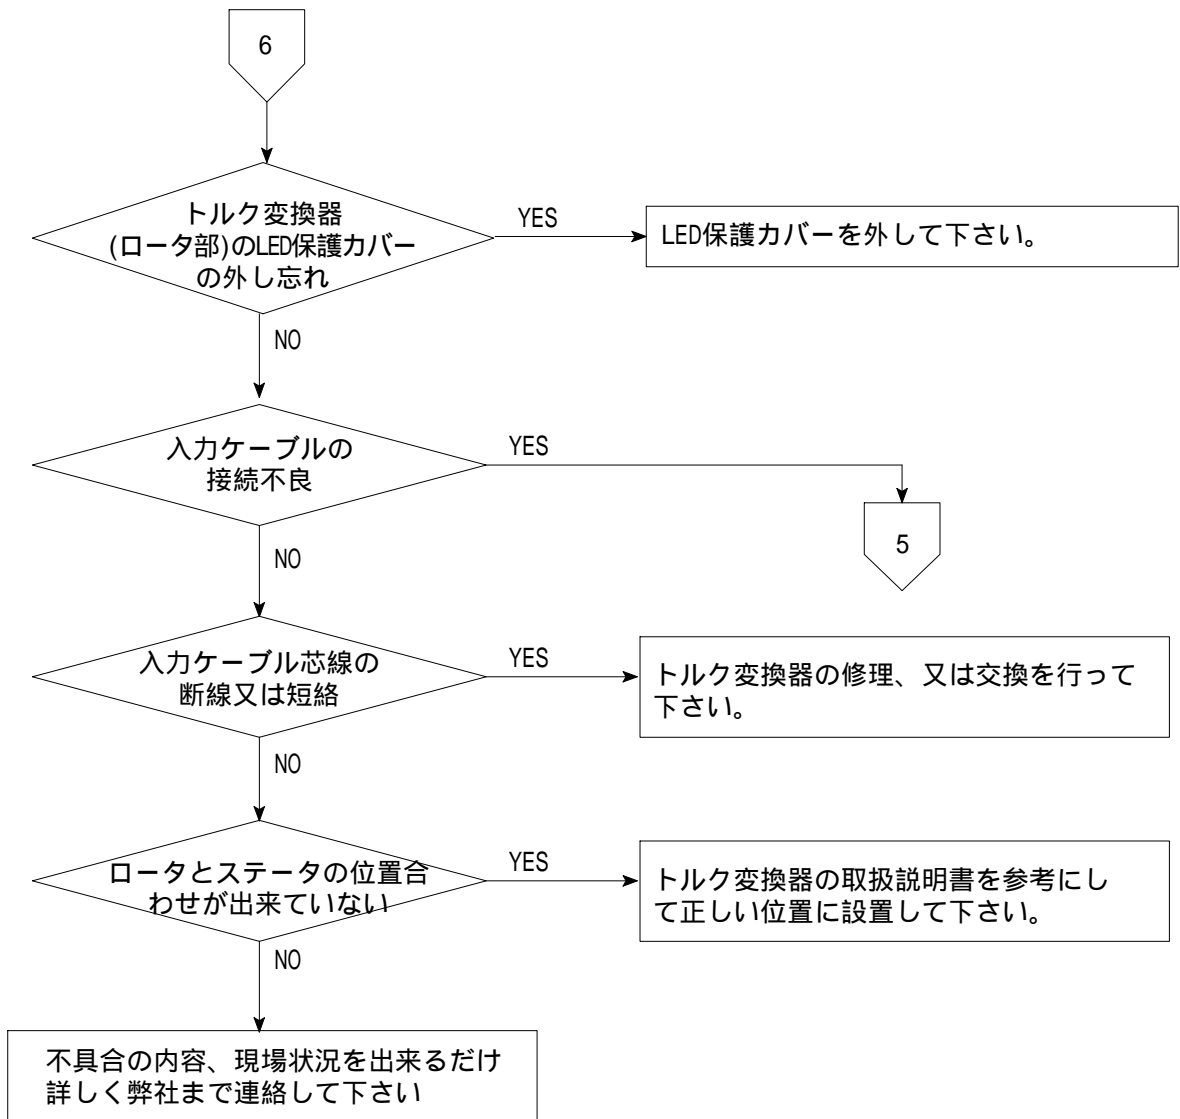 6
トルク変換器
(ロータ部)のLED保護カバー
の外し忘れ
YES
LED保護カバーを外して下さい。
NO
入力ケーブルの
接続不良
YES
5
NO
入力ケーブル芯線の
断線又は短絡
YES
トルク変換器の修理、又は交換を行って
下さい。
NO
ロータとステータの位置合
わせが出来ていない
YES
トルク変換器の取扱説明書を参考にし
て正しい位置に設置して下さい。
NO
不具合の内容、現場状況を出来るだけ
詳しく弊社まで連絡して下さい